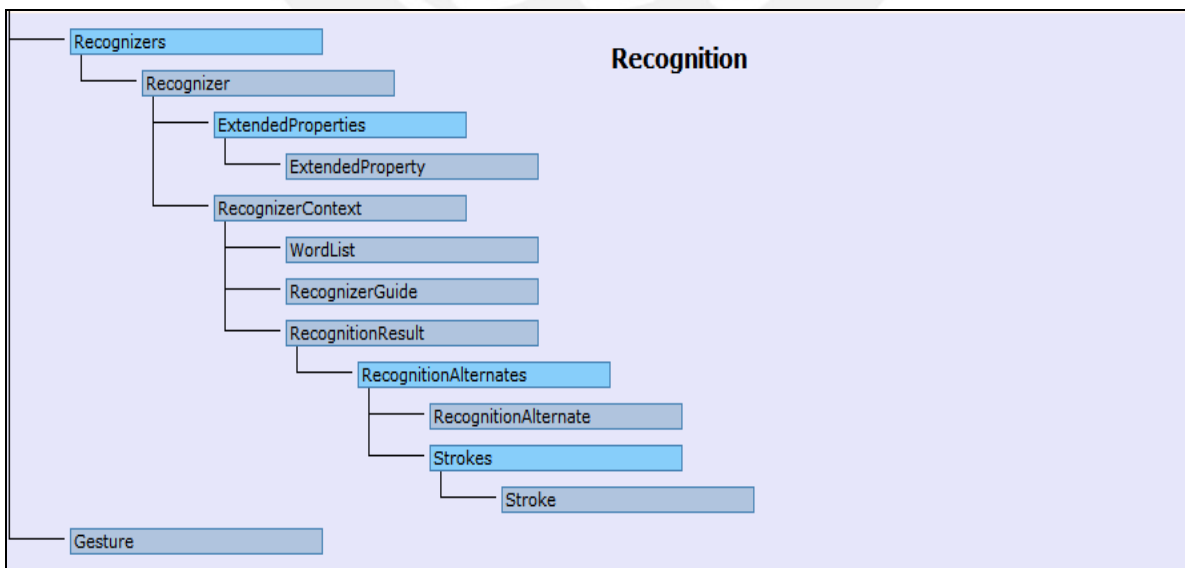 Recognizers
Recognition
Recognizer
ExtendedProperties
ExtendedProperty
RecognizerContext
WordList
RecognizerGuide
RecognitionResult
RecognitionAlternates
RecognitionAlternate
Strokes
Stroke
Gesture